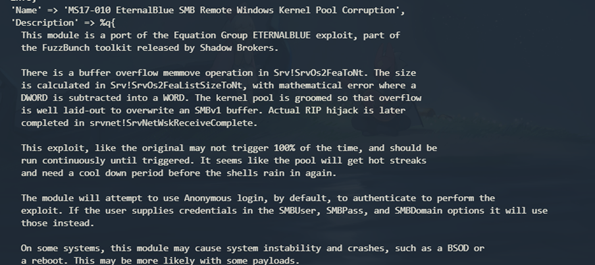 'Name' => 'MS17-010 EternalBlue SMB Remote Windows Kernel Pool Corruption',
'Description' => %q{
This module is a port of the Equation Group ETERNALBLUE exploit, part of
the FuzzBunch toolkit released by Shadow Brokers.
There is a buffer overflow memmove operation in Srv!SrvOs2FeaToNt. The size
is calculated in Srv!SrvOs2FeaListSizeToNt, with mathematical error where a
DWORD is subtracted into a WORD. The kernel pool is groomed so that overflow
is well laid-out to overwrite an SMBv1 buffer. Actual RIP hijack is later
completed in srvnet!SrvNetWskReceiveComplete.
This exploit, like the original may not trigger 100% of the time, and should be
run continuously until triggered. It seems like the pool will get hot streaks
and need a cool down period before the shells rain in again.
The module will attempt to use Anonymous login, by default, to authenticate to perform the
exploit. If the user supplies credentials in the SMBUser, SMBPass, and SMBDomain options it will use
those instead.
On some systems, this module may cause system instability and crashes, such as a BSOD or
a reboot. This may be more likely with some payloads.